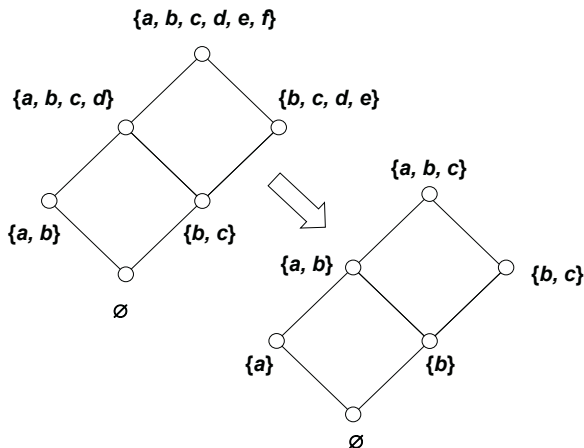 {a, b, c, d, e, f}
{a, b, c, d}
{b, c, d, e}
{a, b}
{b, c}
∅
{a, b, c}
{a, b}
{b, c}
{a}
{b}
∅